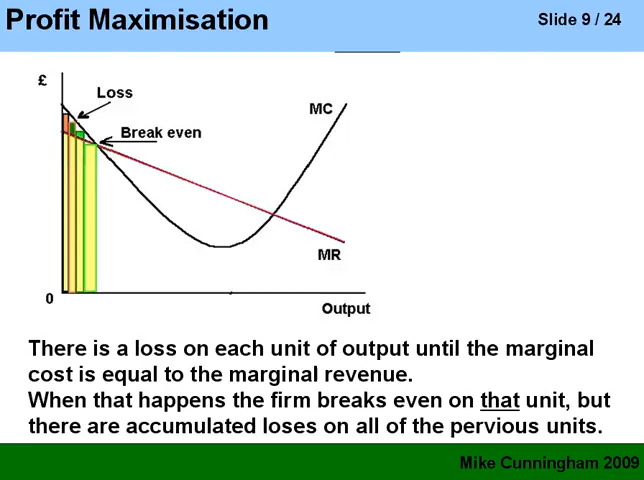 Profit Maximisation
Slide 9 / 24
£
Loss
MC
Break even
MR
0
Output
There is a loss on each unit of output until the marginal
cost is equal to the marginal revenue.
When that happens the firm breaks even on that unit, but
there are accumulated loses on all of the pervious units.
Mike Cunningham 2009